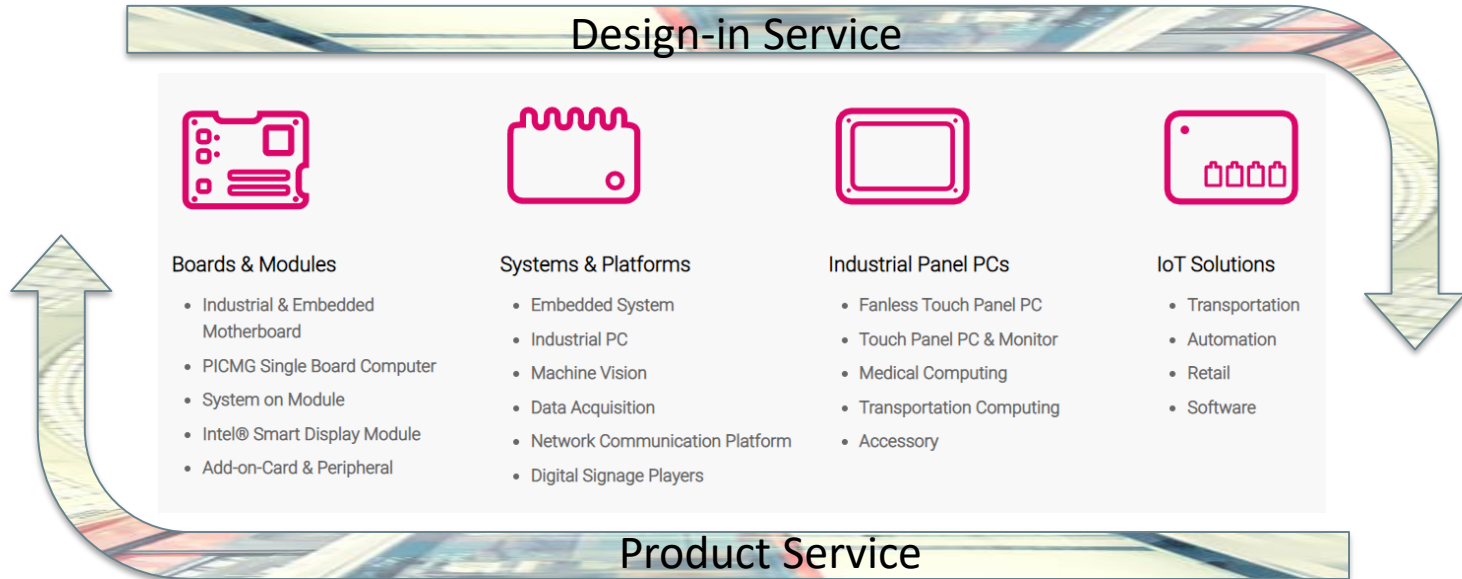 Design-in Service
Boards & Modules
• Industrial & Embedded
Motherboard
• PICMG Single Board Computer
• System on Module
• Intel® Smart Display Module
• Add-on-Card & Peripheral
Systems & Platforms
• Embedded System
• Industrial PC
• Machine Vision
• Data Acquisition
• Network Communication Platform
• Digital Signage Players
Industrial Panel PCs
• Fanless Touch Panel PC
• Touch Panel PC & Monitor
• Medical Computing
• Transportation Computing
• Accessory
IoT Solutions
• Transportation
• Automation
• Retail
• Software
Product Service